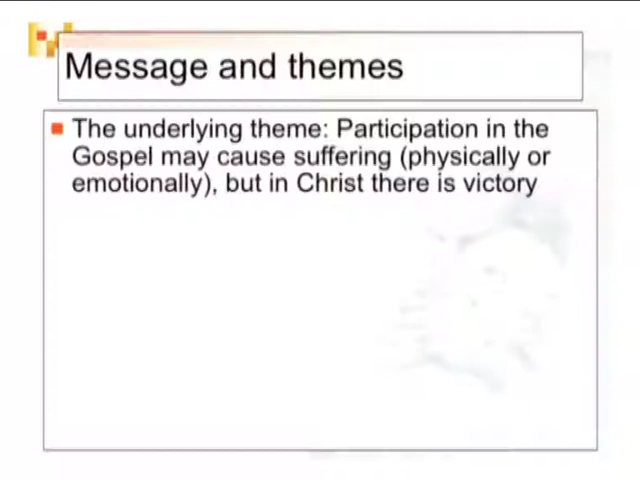 Message and themes
The underlying theme: Participation in the
Gospel may cause suffering (physically or
emotionally), but in Christ there is victory